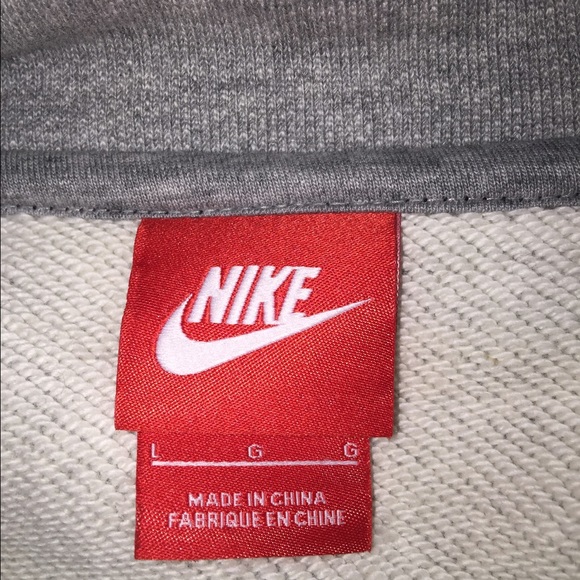 NIKE
L G G
MADE IN CHINA
FABRIQUE EN CHINE